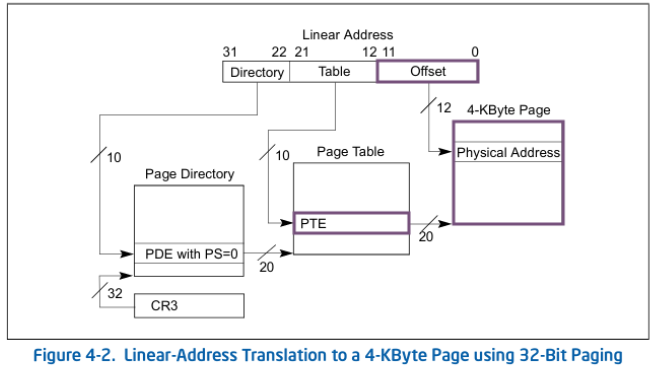 Linear Address
31 22 21 12 11 0
Directory Table Offset
12 4-KByte Page
10 10 Page Table Physical Address
Page Directory
PTE
20
PDE with PS=0
20
32
CR3
Figure 4-2. Linear-Address Translation to a 4-KByte Page using 32-Bit Paging